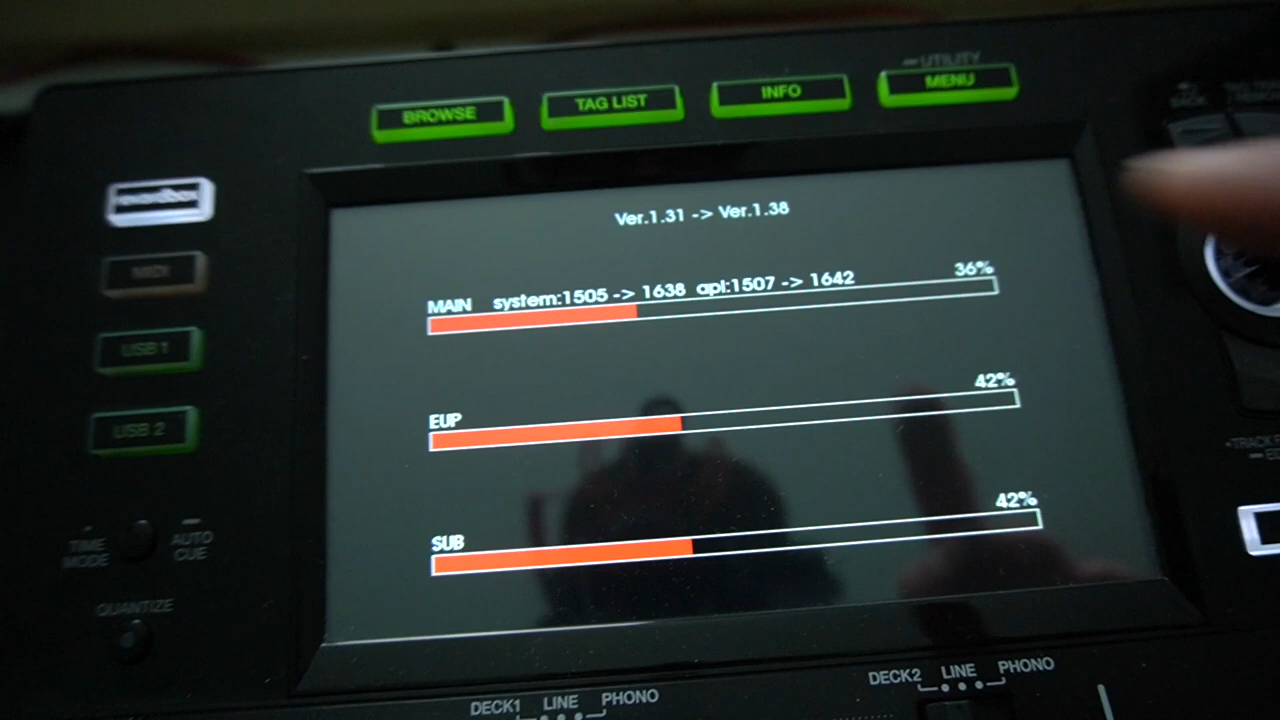 UTILITY
BROWSE
TAG LIST
INFO
MENU
BACK
rekordbox
MIDI
USB 1
USB 2
TIME MODE
AUTO CUE
QUANTIZE
Ver.1.31 -> Ver.1.38
MAIN system:1505 -> 1638 apl:1507 -> 1642 36%
EUP 42%
SUB 42%
DECK1 LINE PHONO
DECK2 LINE PHONO